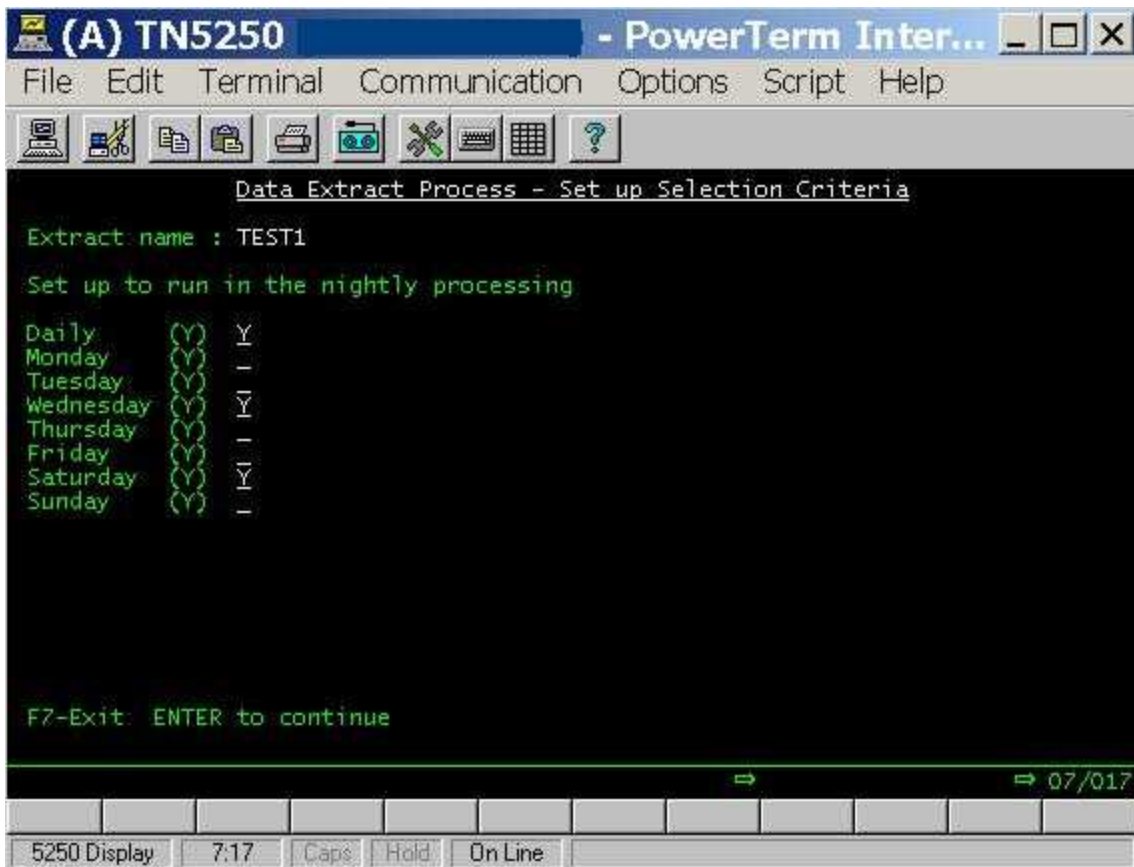 (A) TN5250 - PowerTerm Inter...
File Edit Terminal Communication Options Script Help
Data Extract Process - Set up Selection Criteria
Extract name : TEST1
Set up to run in the nightly processing
Daily (Y) Y
Monday (Y) _
Tuesday (Y) _
Wednesday (Y) Y
Thursday (Y) _
Friday (Y) _
Saturday (Y) Y
Sunday (Y) _
F7-Exit ENTER to continue
07/017
5250 Display 7:17 Caps Hold On Line